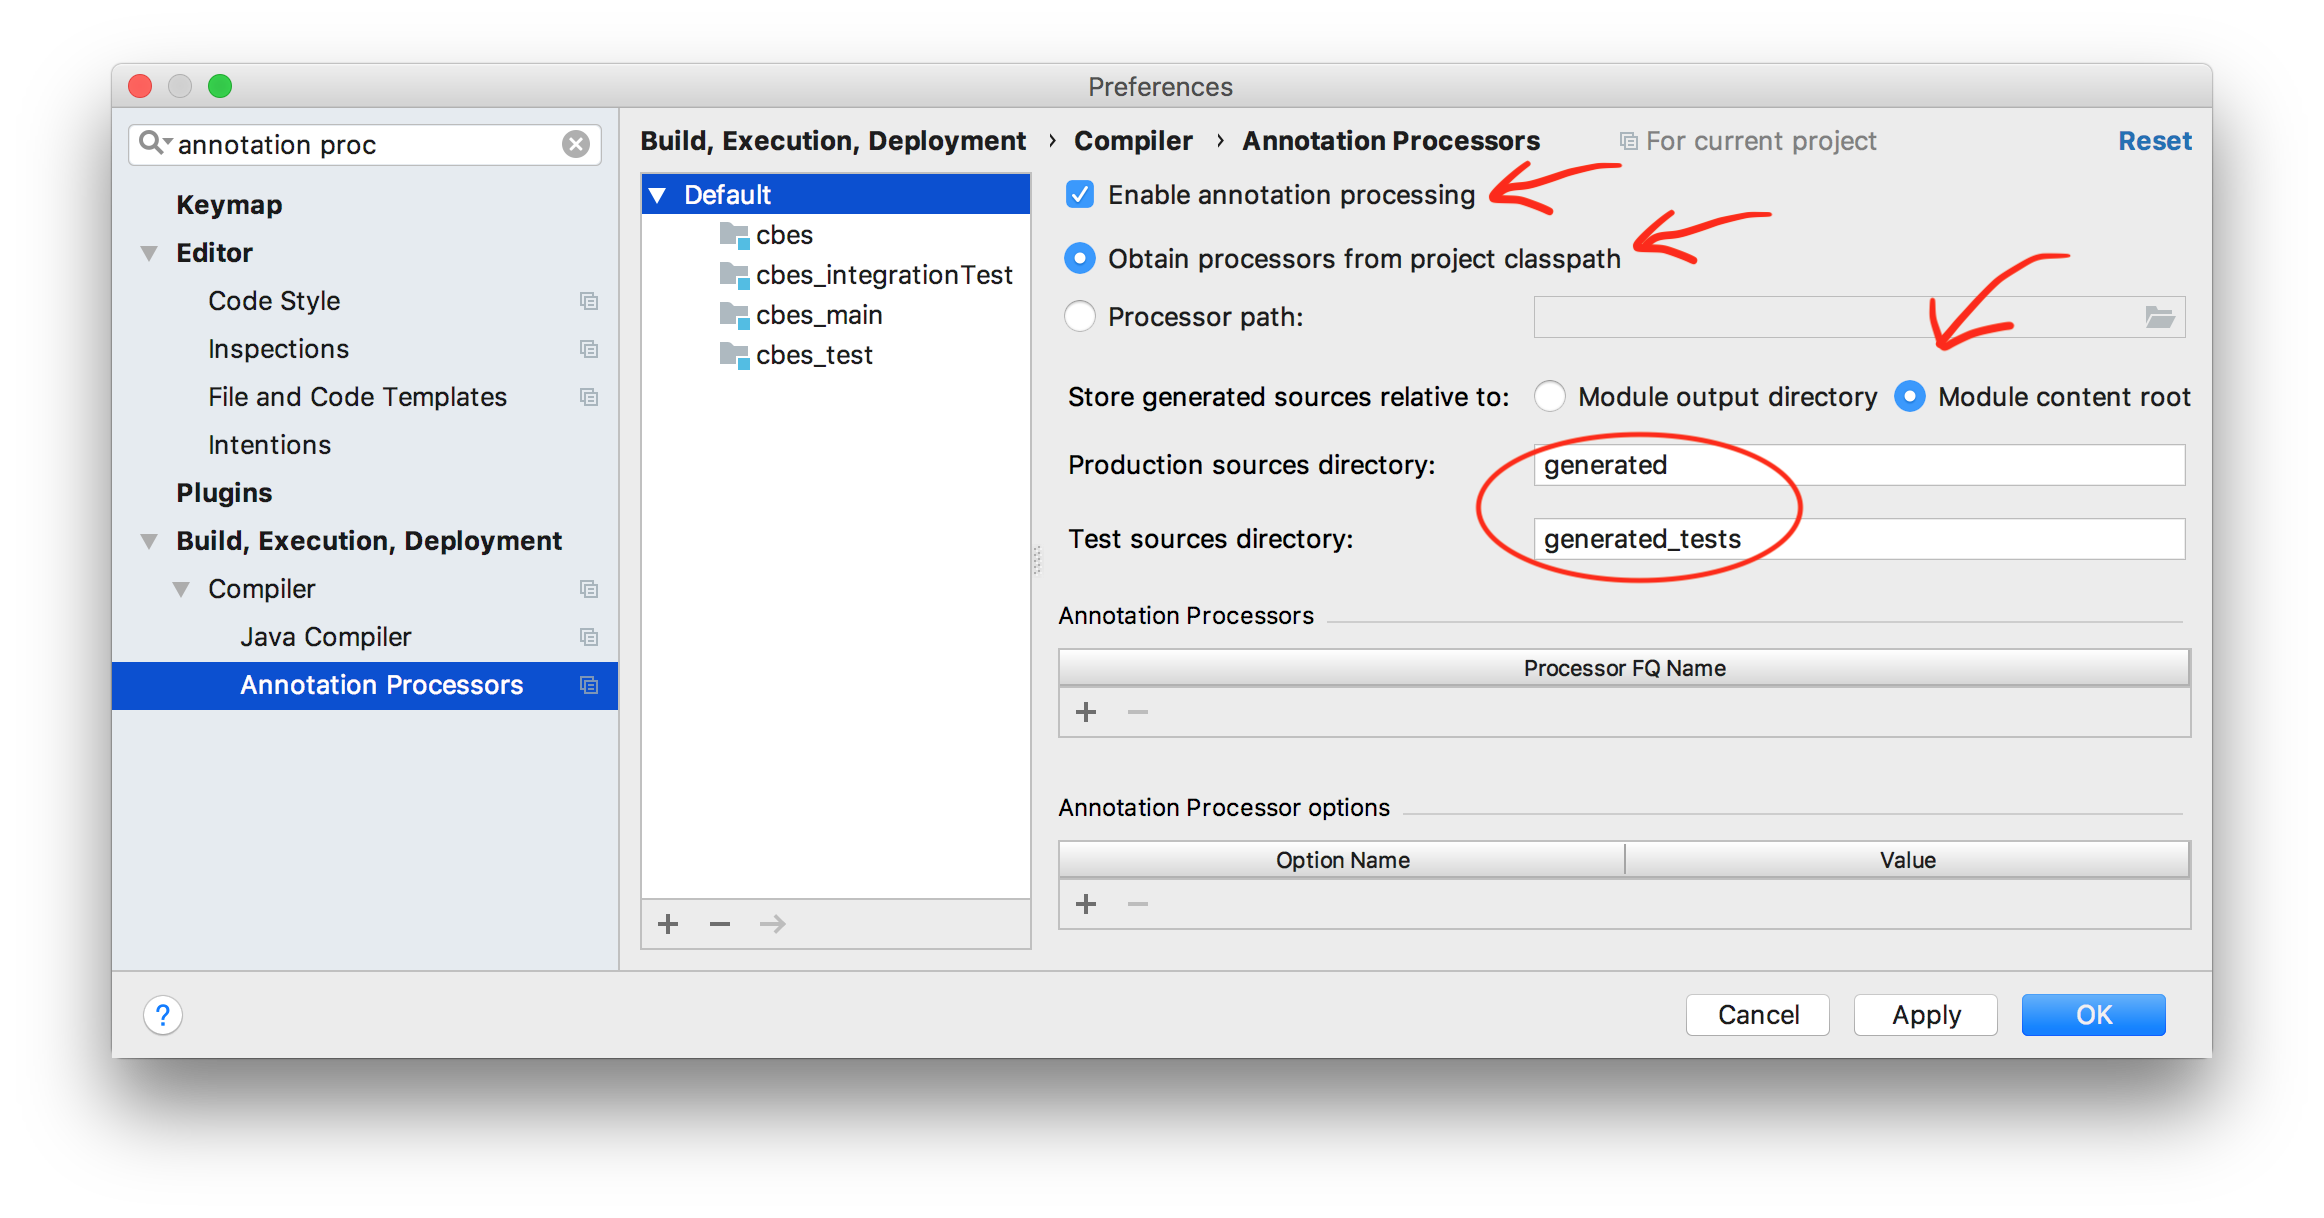 Preferences
annotation proc
Keymap
Editor
Code Style
Inspections
File and Code Templates
Intentions
Plugins
Build, Execution, Deployment
Compiler
Java Compiler
Annotation Processors
Build, Execution, Deployment › Compiler › Annotation Processors For current project Reset
Default
cbes
cbes_integrationTest
cbes_main
cbes_test
Enable annotation processing
Obtain processors from project classpath
Processor path:
Store generated sources relative to: Module output directory Module content root
Production sources directory: generated
Test sources directory: generated_tests
Annotation Processors
Processor FQ Name
Annotation Processor options
Option Name Value
? Cancel Apply OK